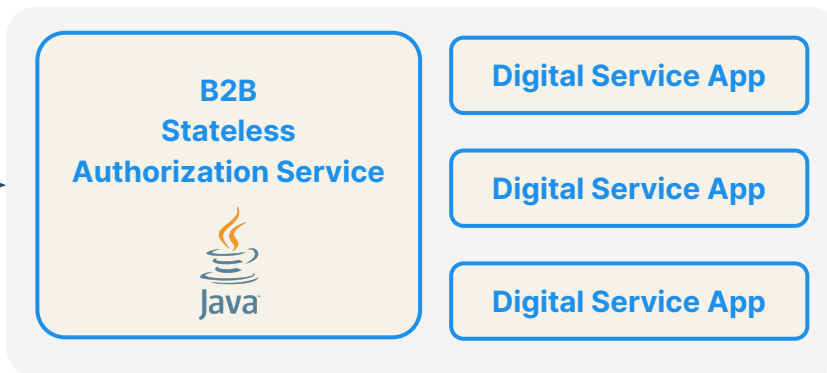 B2B
Stateless
Authorization Service
Java
Digital Service App
Digital Service App
Digital Service App